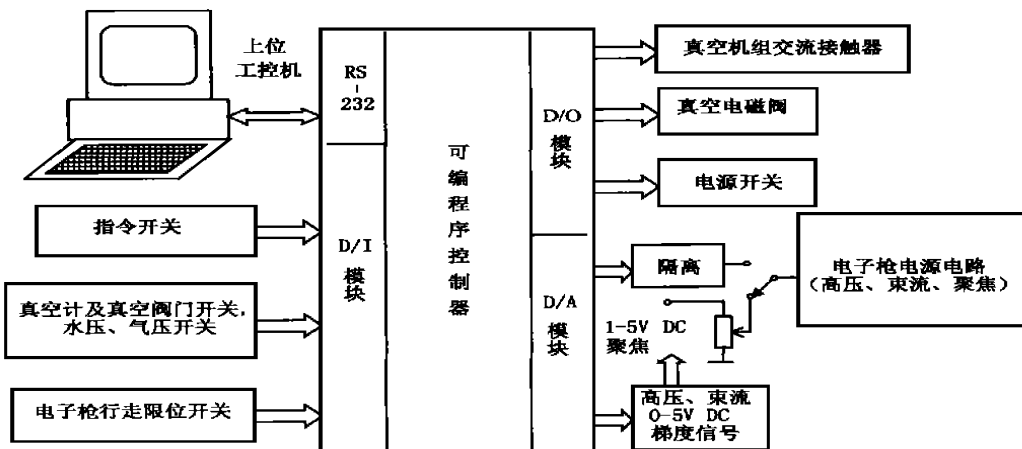 上位
工控机
RS
-
232
可编程序控制器
D/I
模块
D/O
模块
D/A
模块
指令开关
真空计及真空阀门开关,
水压、气压开关
电子枪行走限位开关
真空机组交流接触器
真空电磁阀
电源开关
隔离
电子枪电源电路
(高压、束流、聚焦)
1-5V DC
聚焦
高压、束流
0-5V DC
梯度信号